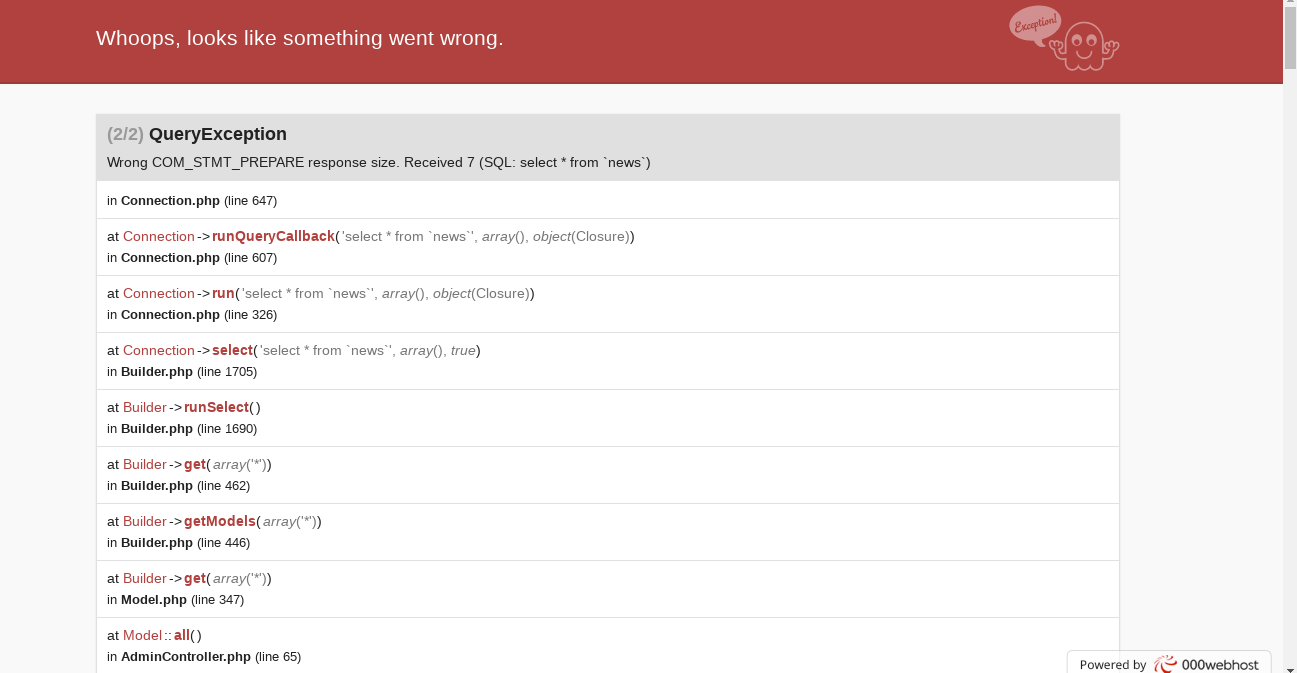 Whoops, looks like something went wrong.
Exception!
(2/2) QueryException
Wrong COM_STMT_PREPARE response size. Received 7 (SQL: select * from `news`)
in Connection.php (line 647)
at Connection->runQueryCallback('select * from `news`', array(), object(Closure))
in Connection.php (line 607)
at Connection->run('select * from `news`', array(), object(Closure))
in Connection.php (line 326)
at Connection->select('select * from `news`', array(), true)
in Builder.php (line 1705)
at Builder->runSelect()
in Builder.php (line 1690)
at Builder->get(array('*'))
in Builder.php (line 462)
at Builder->getModels(array('*'))
in Builder.php (line 446)
at Builder->get(array('*'))
in Model.php (line 347)
at Model::all()
in AdminController.php (line 65)
Powered by 000webhost